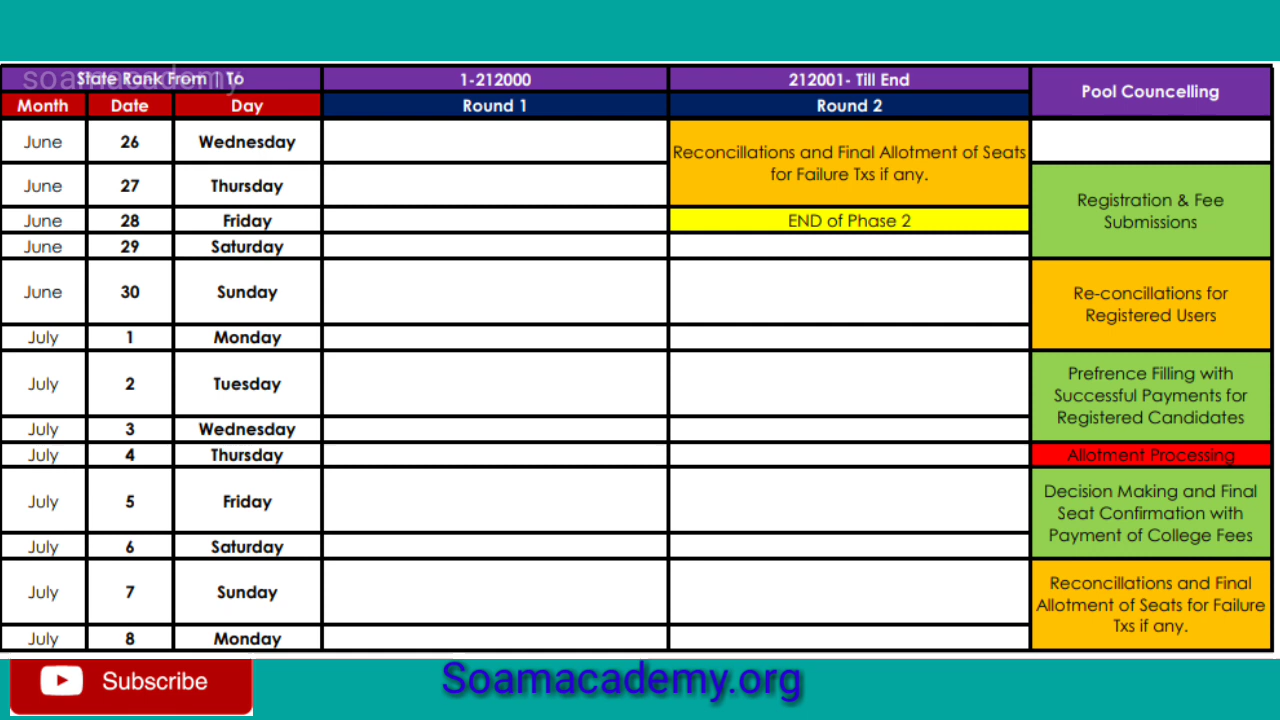 soamacademy
State Rank From | To
1-212000
212001- Till End
Pool Councelling
Month
Date
Day
Round 1
Round 2
June
26
Wednesday
Reconcillations and Final Allotment of Seats
for Failure Txs if any.
June
27
Thursday
Registration & Fee
Submissions
June
28
Friday
END of Phase 2
June
29
Saturday
June
30
Sunday
Re-concillations for
Registered Users
July
1
Monday
July
2
Tuesday
Prefrence Filling with
Successful Payments for
Registered Candidates
July
3
Wednesday
July
4
Thursday
Allotment Processing
July
5
Friday
Decision Making and Final
Seat Confirmation with
Payment of College Fees
July
6
Saturday
July
7
Sunday
Reconcillations and Final
Allotment of Seats for Failure
Txs if any.
July
8
Monday
Subscribe
Soamacademy.org